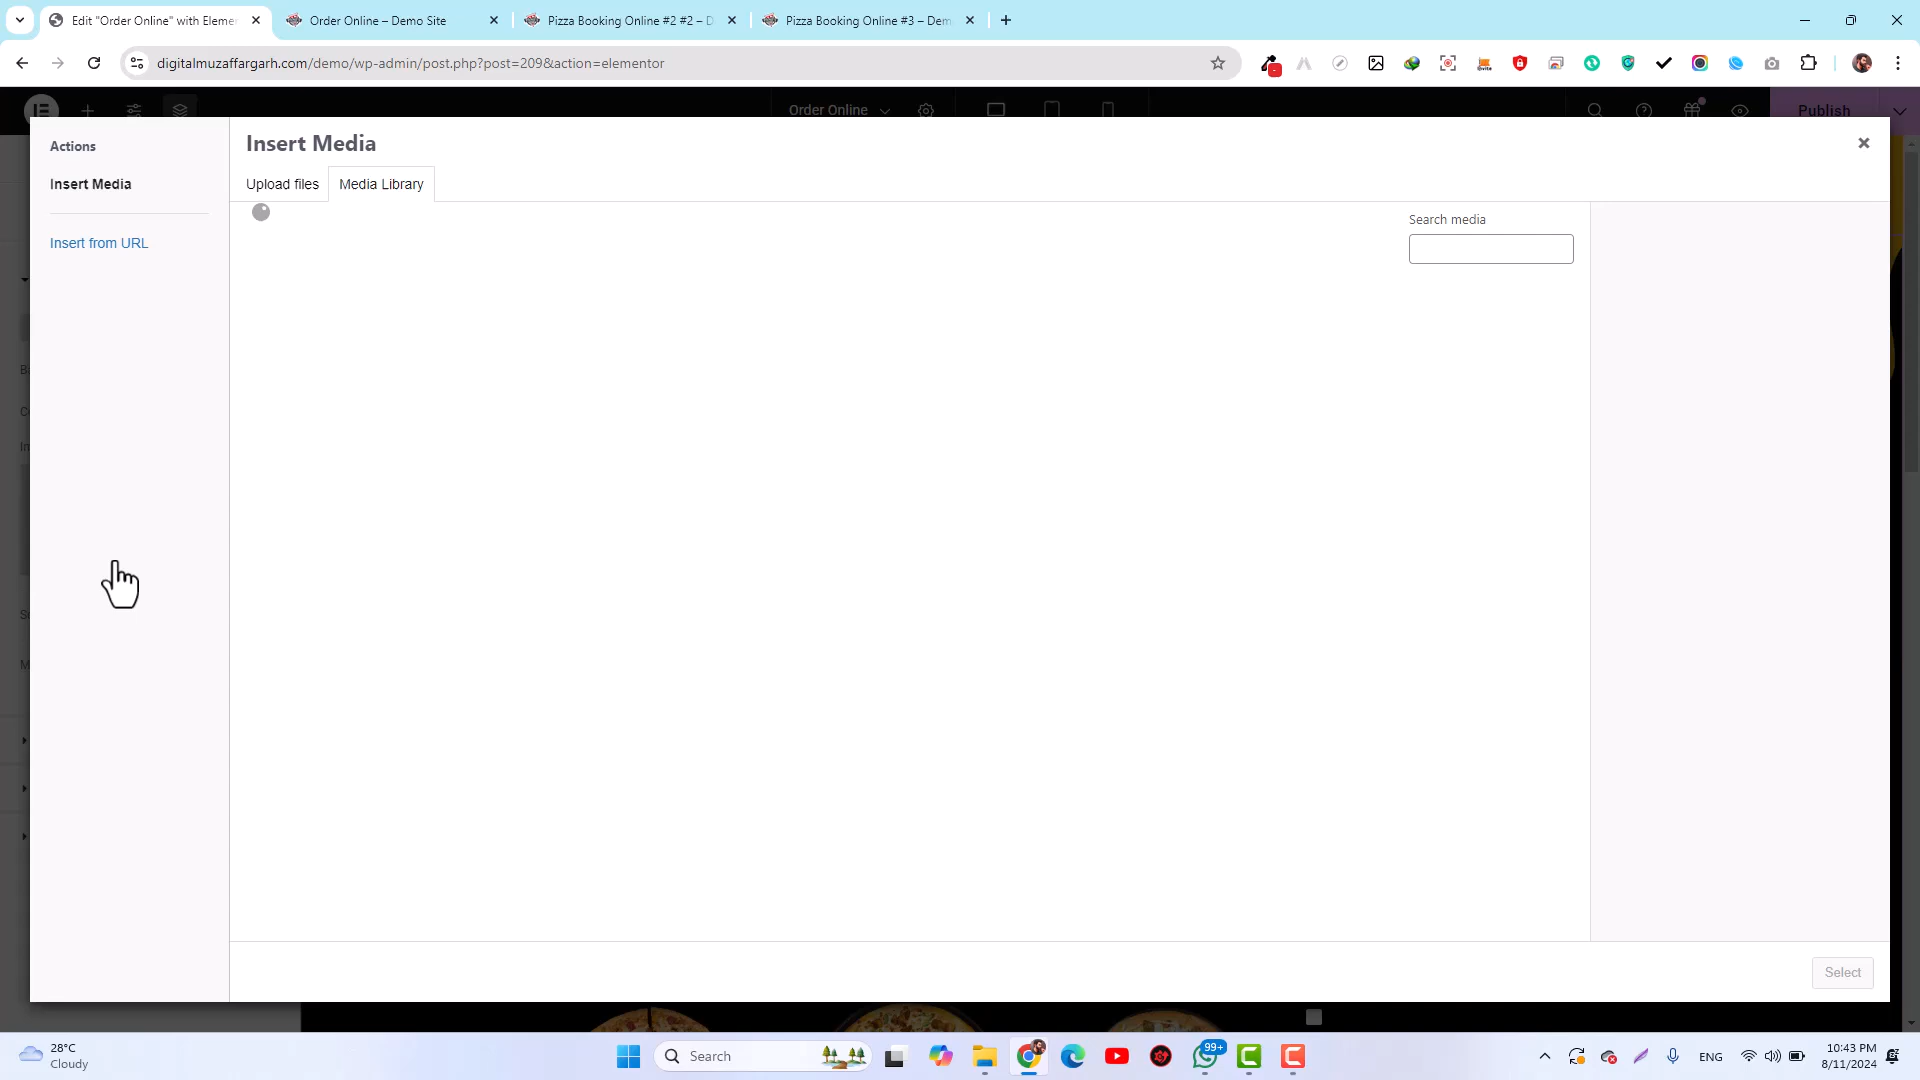 Edit "Order Online" with Elemen
Order Online – Demo Site
Pizza Booking Online #2 #2 – D
Pizza Booking Online #3 – Dem
digitalmuzaffargarh.com/demo/wp-admin/post.php?post=209&action=elementor
Order Online
Publish
Actions
Insert Media
Insert from URL
Insert Media
Upload files
Media Library
Search media
Select
28°C
Cloudy
Search
99+
ENG
10:43 PM
8/11/2024